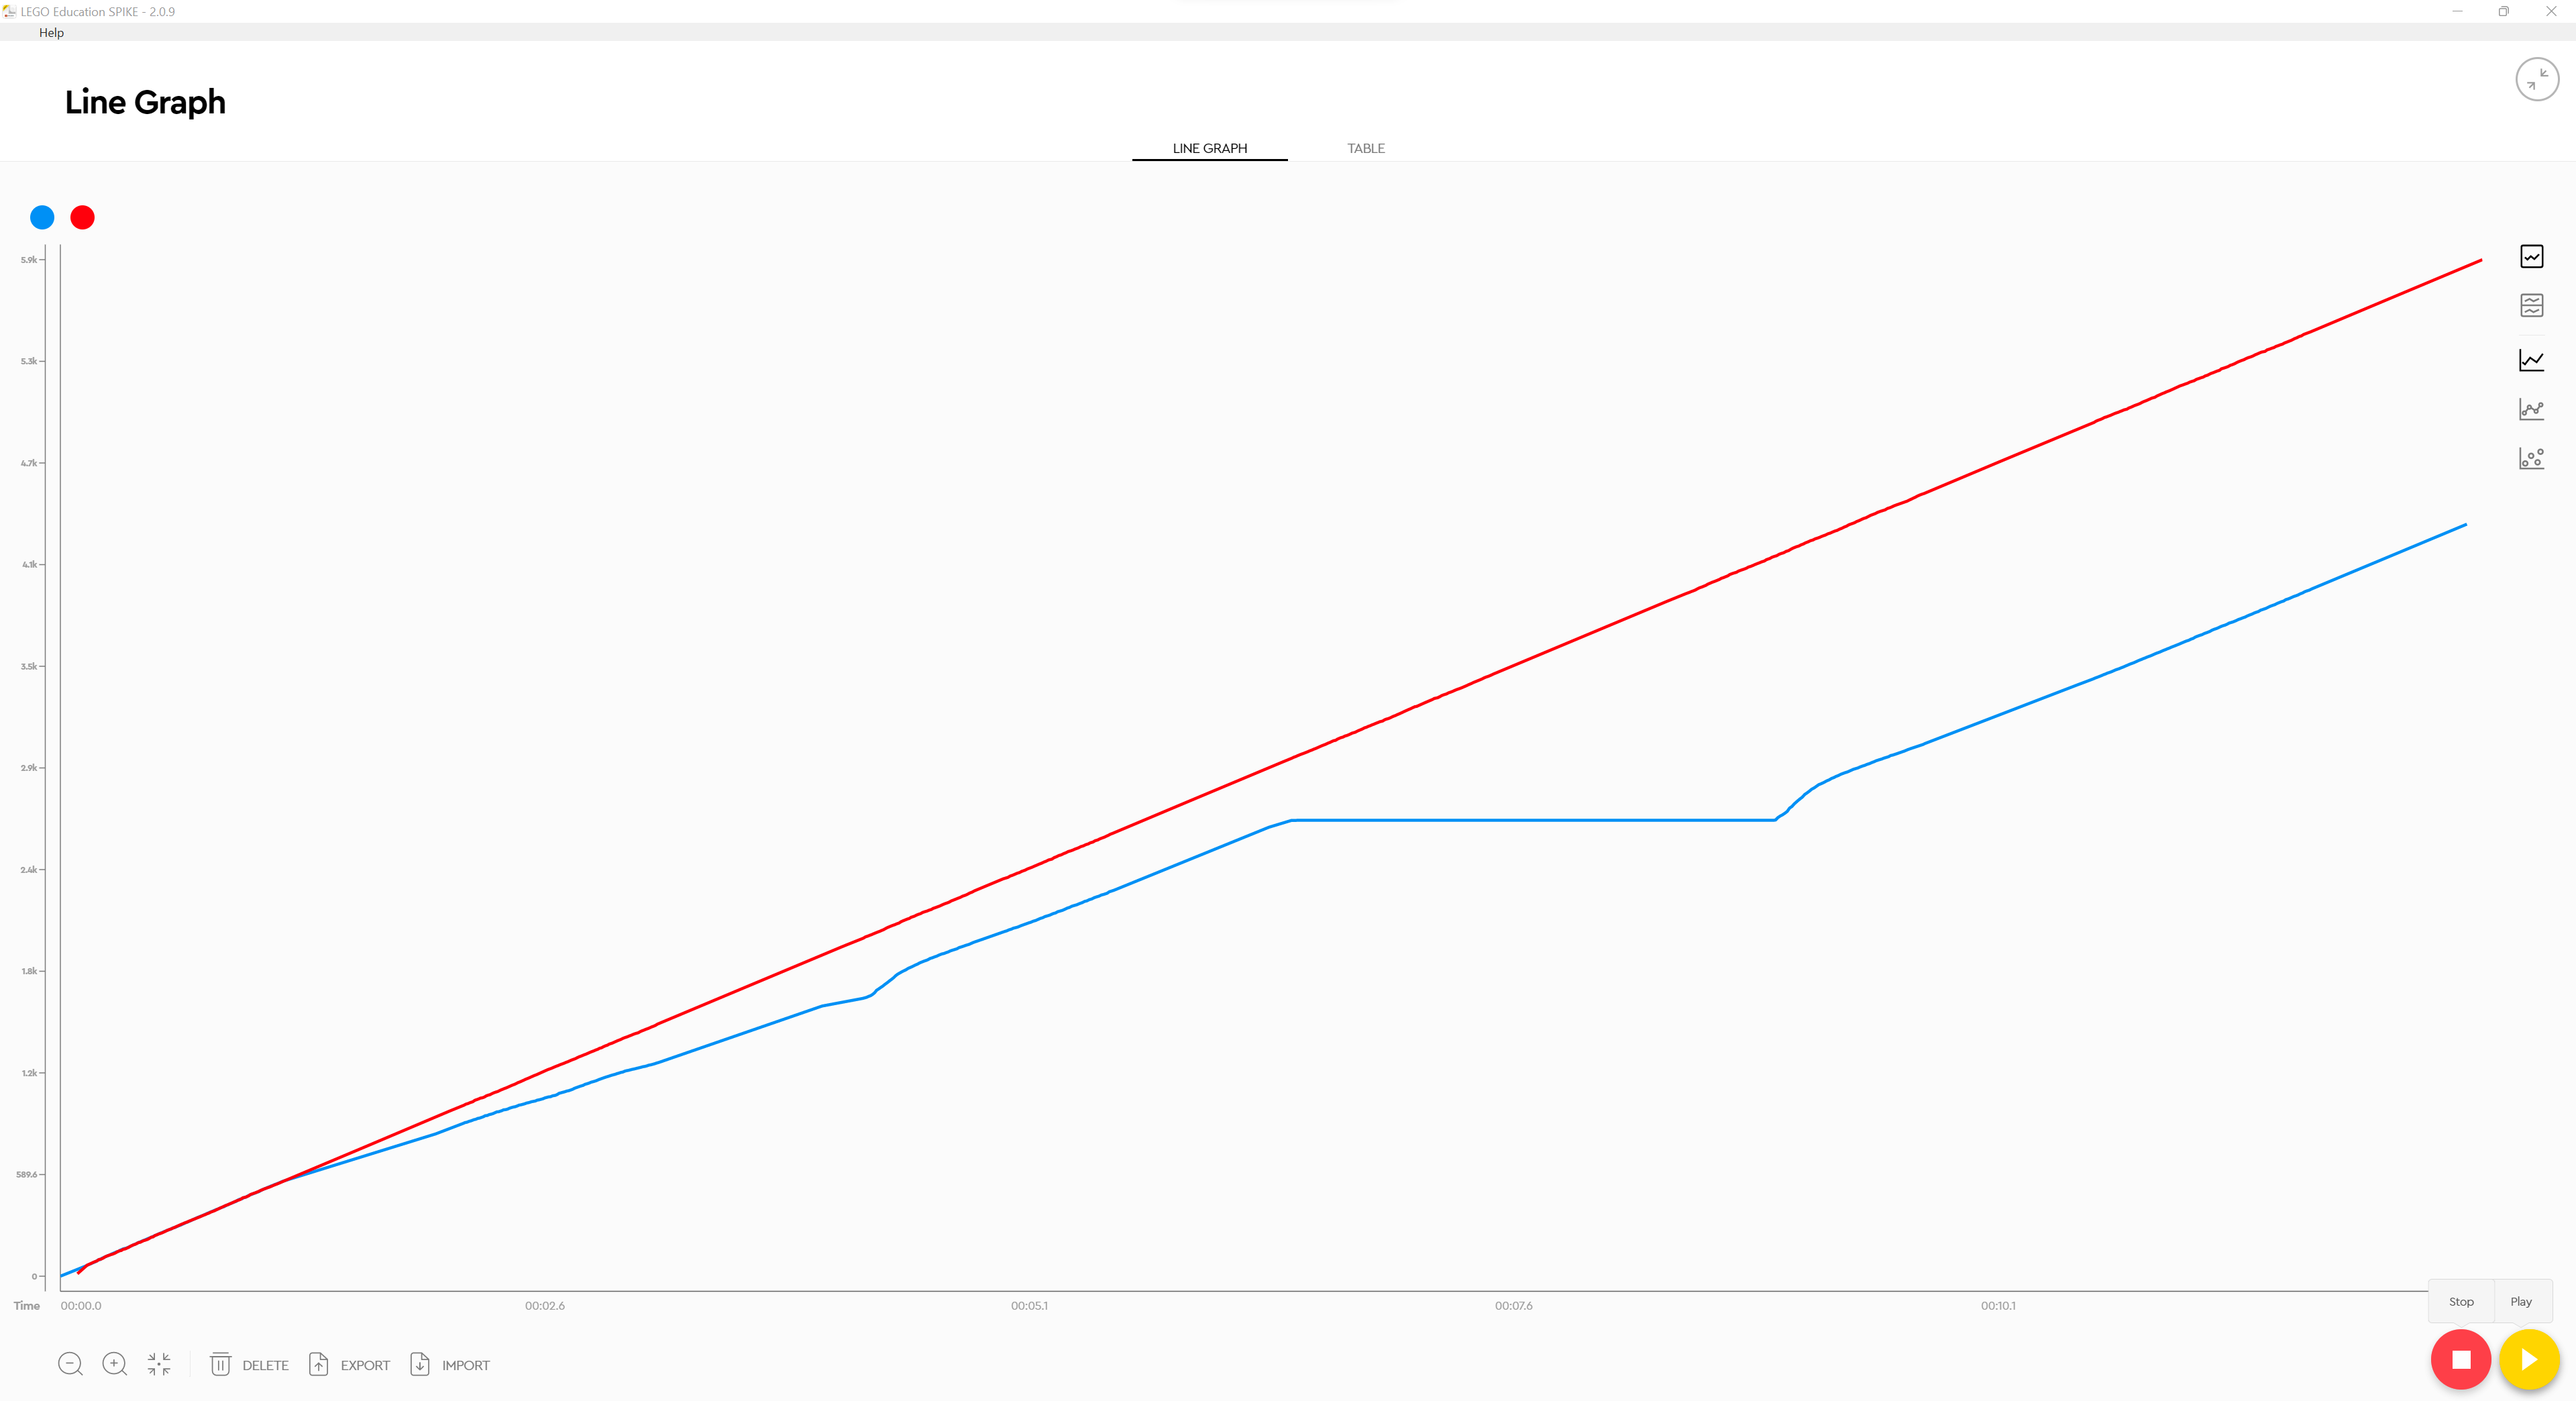 LEGO Education SPIKE - 2.0.9
Help
Line Graph
LINE GRAPH TABLE
5.9k
5.3k
4.7k
4.1k
3.5k
2.9k
2.4k
1.8k
1.2k
589.6
0
Time 00:00.0 00:02.6 00:05.1 00:07.6 00:10.1
Stop Play
DELETE EXPORT IMPORT